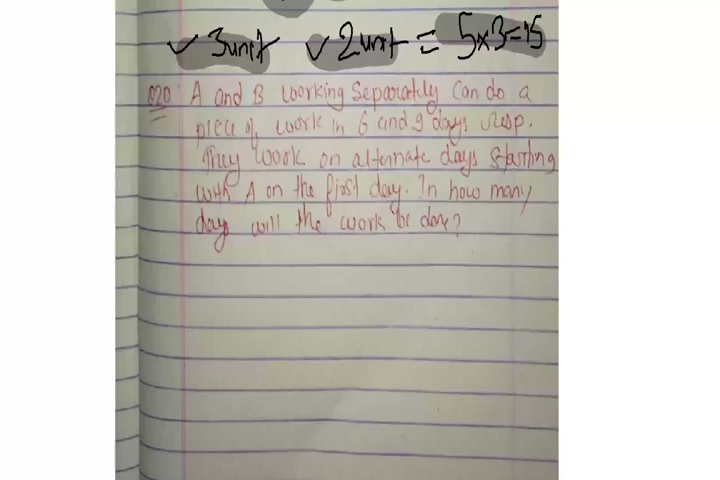 ✓ 3unit ✓ 2unit = 5×3=15
Q20 A and B working Separately Can do a
piece of work in 6 and 9 days resp.
They work on alternate days starting
with A on the first day. In how many
days will the work be done?